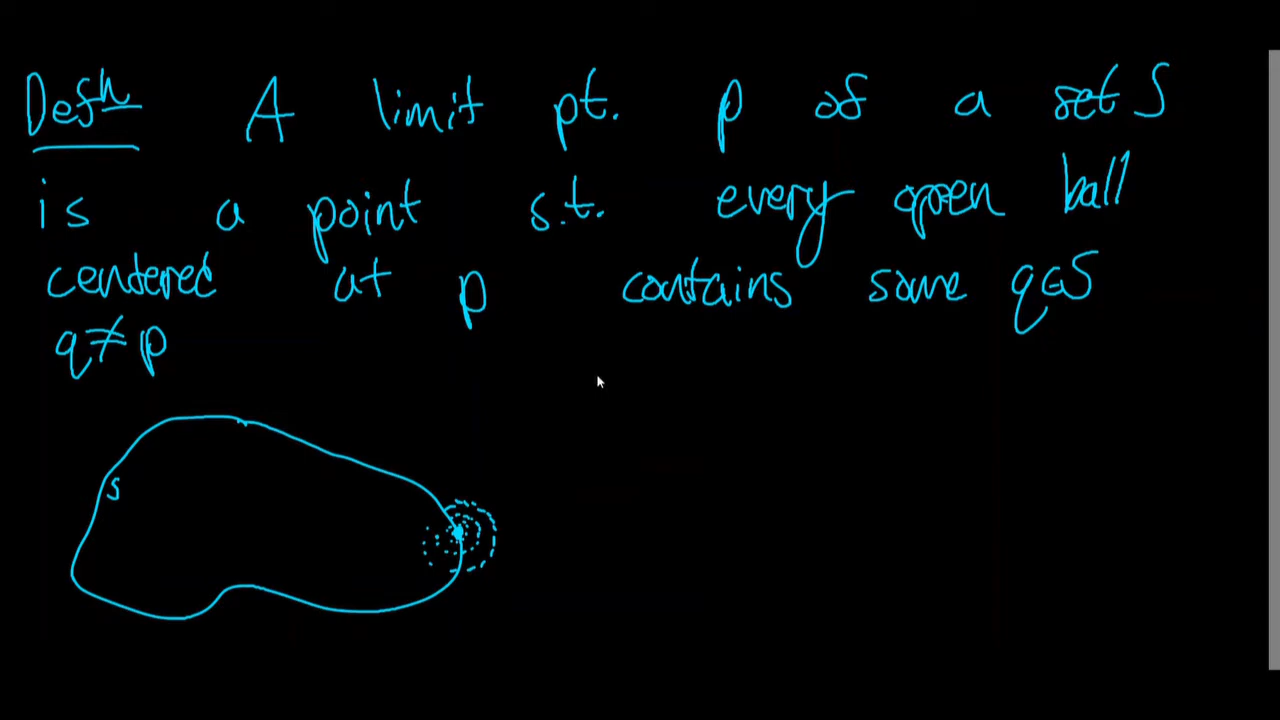 Defn A limit pt. p of a set S
is a point s.t. every open ball
centered at p contains some q∈S
q≠p
S